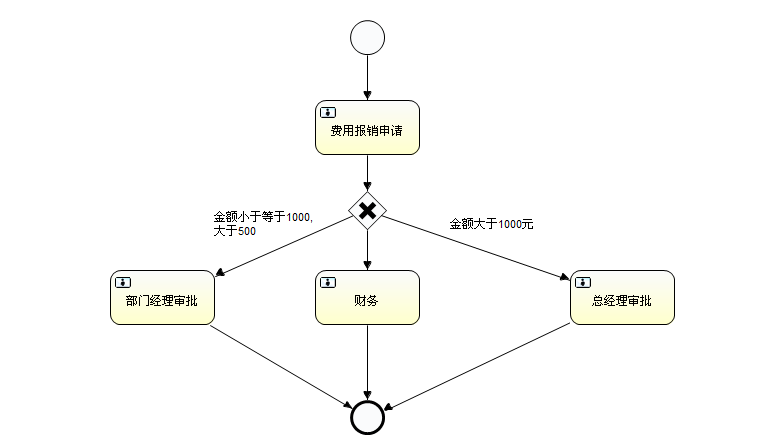 费用报销申请
金额小于等于1000,
大于500
金额大于1000元
部门经理审批
财务
总经理审批